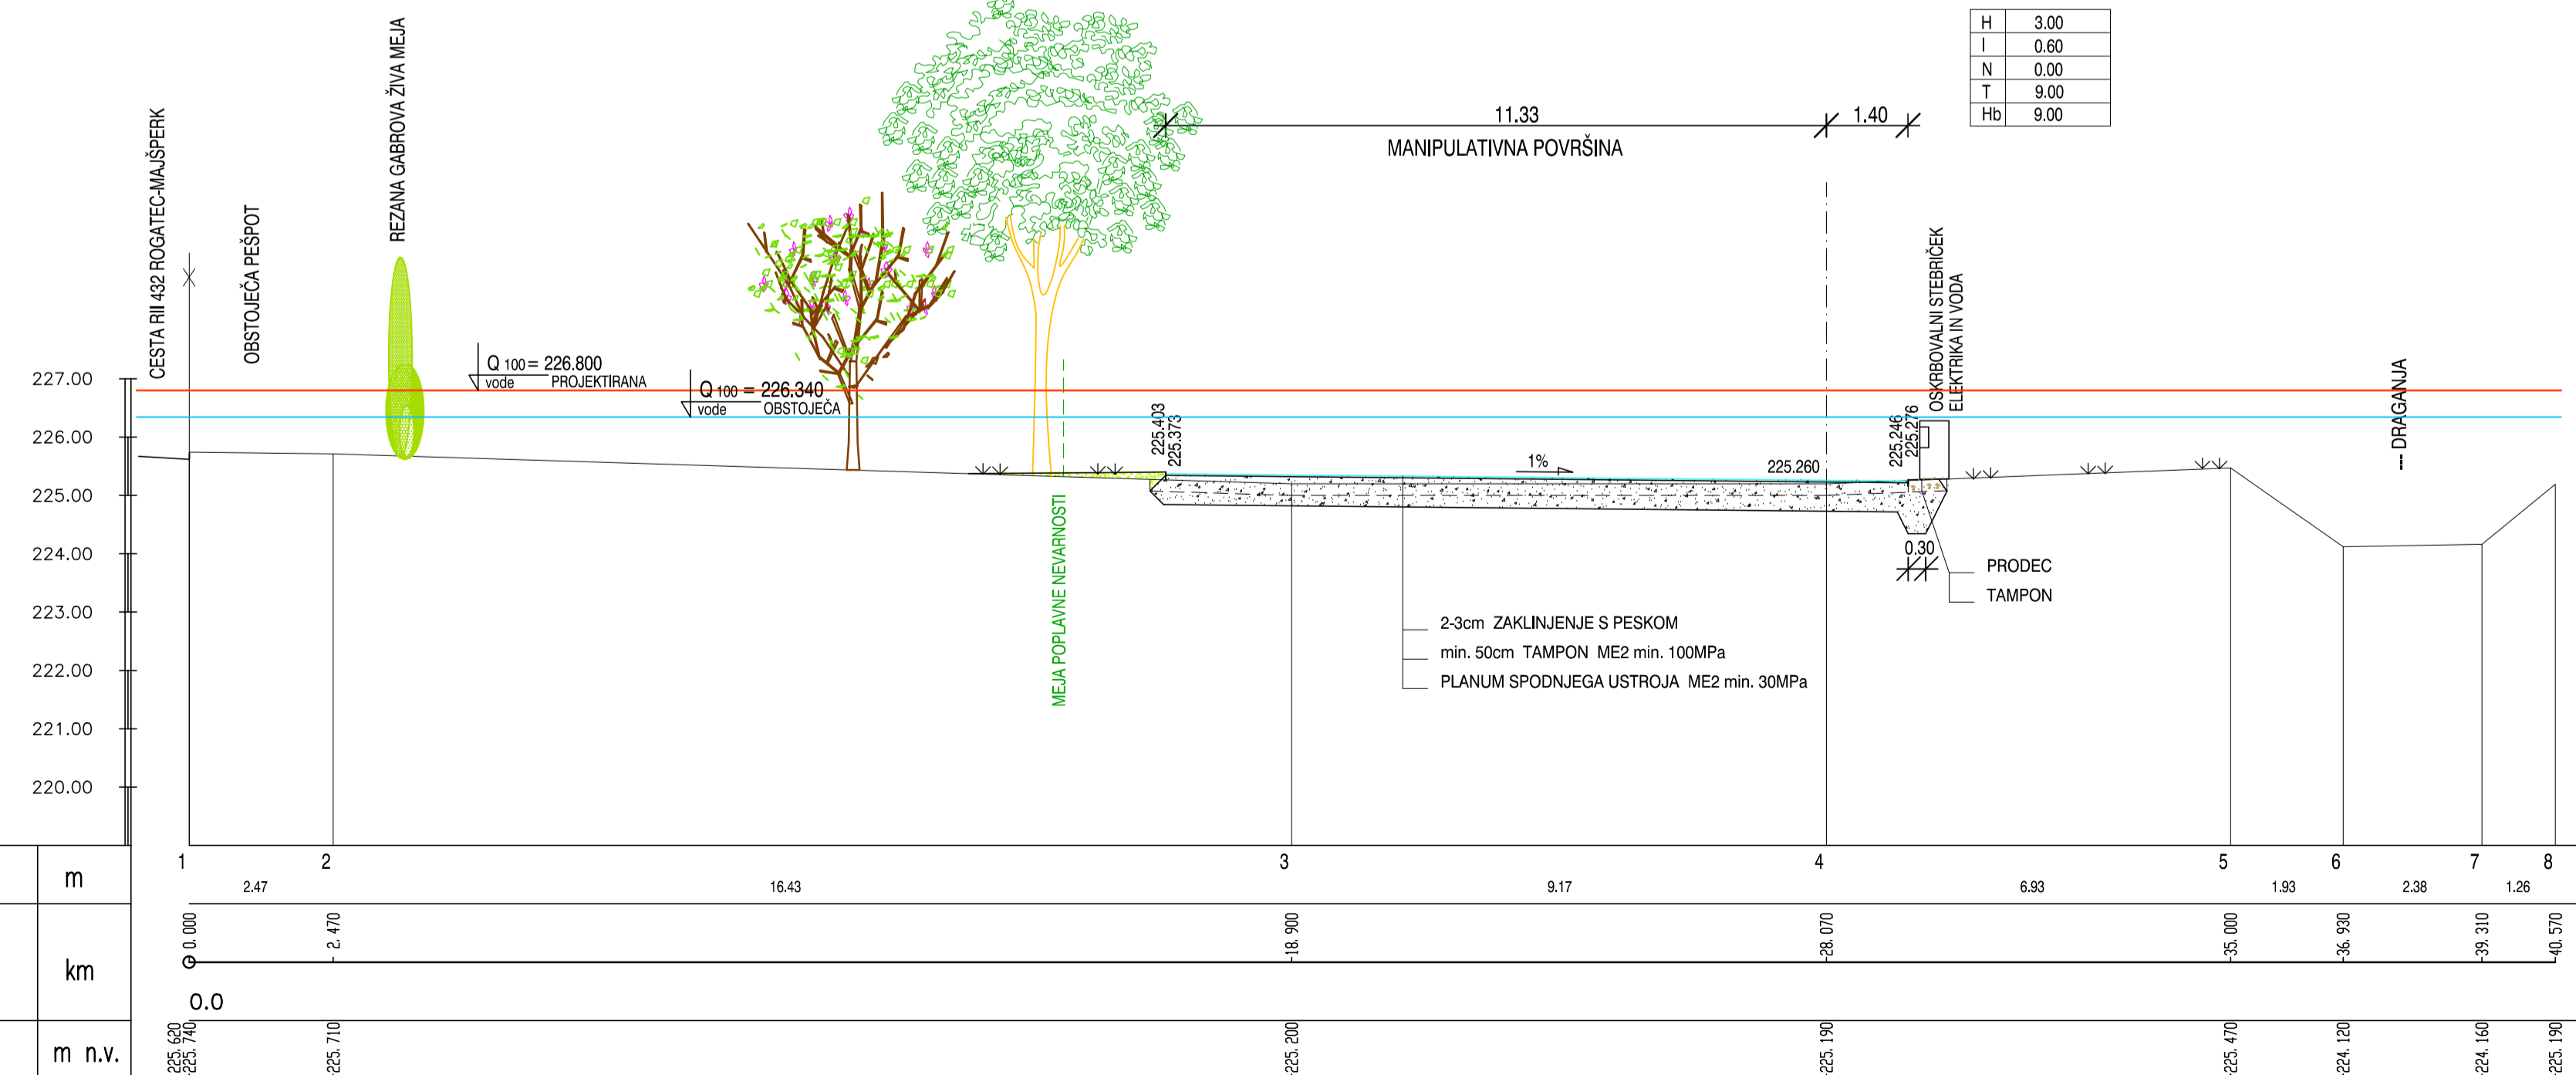 H 3.00
I 0.60
N 0.00
T 9.00
Hb 9.00
11.33
1.40
MANIPULATIVNA POVRŠINA
CESTA RII 432 ROGATEC-MAJŠPERK
OBSTOJEČA PEŠPOT
REZANA GABROVA ŽIVA MEJA
Q 100 = 226.800
vode PROJEKTIRANA
Q 100 = 226.340
vode OBSTOJEČA
MEJA POPLAVNE NEVARNOSTI
225.403
225.373
1%
225.260
225.246
225.276
OSKRBOVALNI STEBRIČEK
ELEKTRIKA IN VODA
--- DRAGANJA
227.00
226.00
225.00
224.00
223.00
222.00
221.00
220.00
0.30
PRODEC
TAMPON
2-3cm ZAKLINJENJE S PESKOM
min. 50cm TAMPON ME2 min. 100MPa
PLANUM SPODNJEGA USTROJA ME2 min. 30MPa
1 2 3 4 5 6 7 8
m
2.47 16.43 9.17 6.93 1.93 2.38 1.26
km
0.000 2.470 18.900 28.070 35.000 36.930 39.310 40.570
0.0
m n.v.
225.620
225.740 225.710 225.200 225.190 225.470 224.120 224.160 225.190